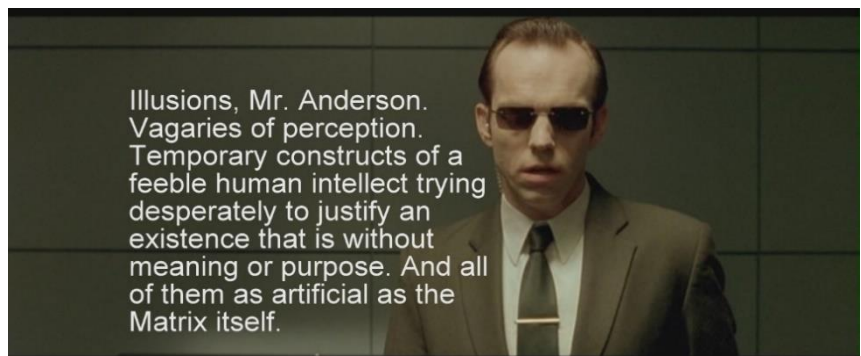 Illusions, Mr. Anderson.
Vagaries of perception.
Temporary constructs of a
feeble human intellect trying
desperately to justify an
existence that is without
meaning or purpose. And all
of them as artificial as the
Matrix itself.